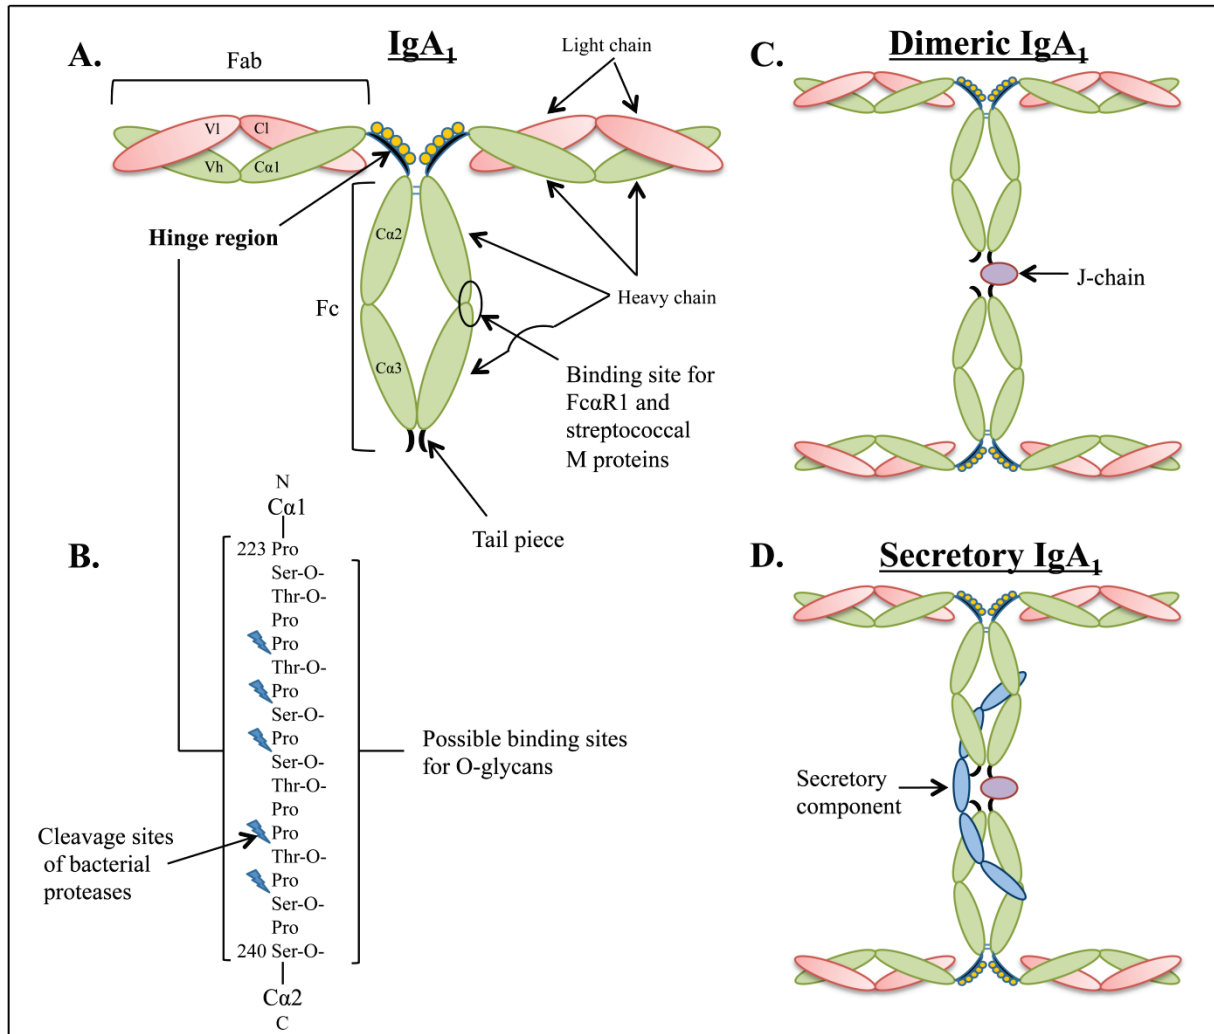 A.
IgA1
Fab
Light chain
Vl
Cl
Vh
Cα1
Hinge region
Cα2
Fc
Heavy chain
Cα3
Binding site for
FcαR1 and
streptococcal
M proteins
Tail piece
B.
N
Cα1
223 Pro
Ser-O-
Thr-O-
Pro
Pro
Thr-O-
Pro
Ser-O-
Pro
Ser-O-
Thr-O-
Pro
Pro
Thr-O-
Pro
Ser-O-
Pro
240 Ser-O-
Cα2
C
Possible binding sites
for O-glycans
Cleavage sites
of bacterial
proteases
C.
Dimeric IgA1
J-chain
D.
Secretory IgA1
Secretory
component